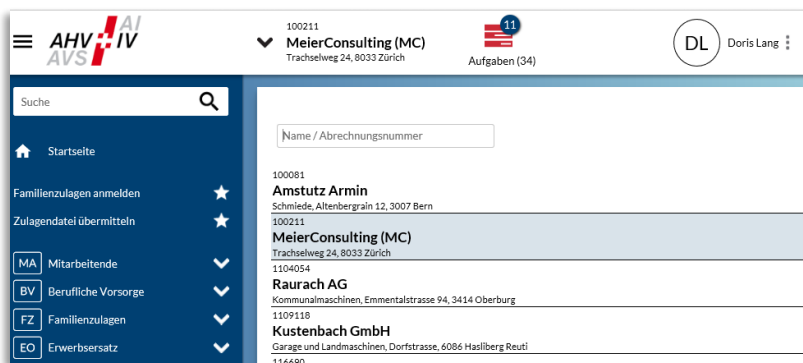 AI
AHV IV
AVS
100211
MeierConsulting (MC)
Trachselweg 24, 8033 Zürich
11
Aufgaben (34)
DL
Doris Lang
Suche
Startseite
Familienzulagen anmelden
Zulagendatei übermitteln
MA Mitarbeitende
BV Berufliche Vorsorge
FZ Familienzulagen
EO Erwerbsersatz
Name / Abrechnungsnummer
100081
Amstutz Armin
Schmiede, Altenbergrain 12, 3007 Bern
100211
MeierConsulting (MC)
Trachselweg 24, 8033 Zürich
1104054
Raurach AG
Kommunalmaschinen, Emmentalstrasse 94, 3414 Oberburg
1109118
Kustenbach GmbH
Garage und Landmaschinen, Dorfstrasse, 6086 Hasliberg Reuti
116690